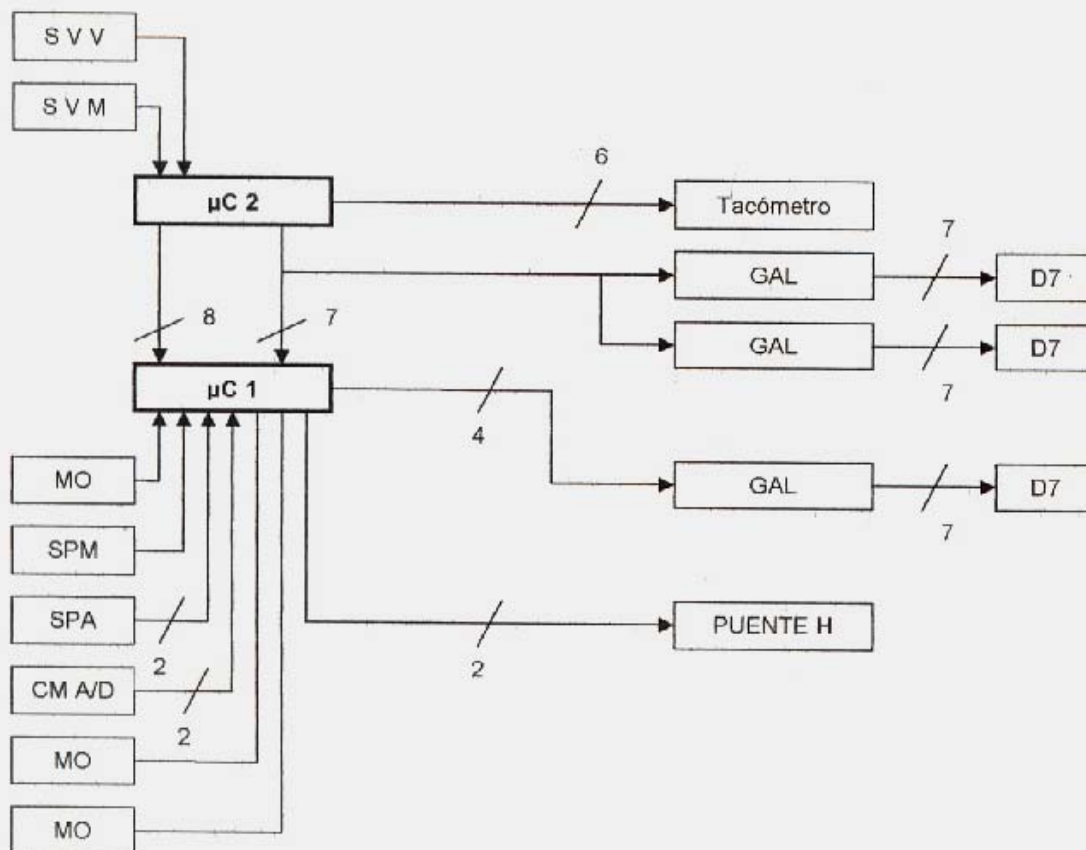 S V V
S V M
6
µC 2
Tacómetro
7
GAL
D7
8
7
GAL
D7
7
µC 1
4
MO
GAL
D7
7
SPM
SPA
2
PUENTE H
2
CM A/D
2
MO
MO